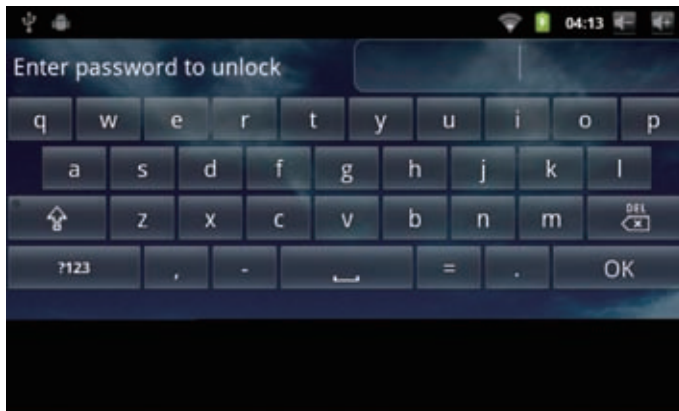 04:13
Enter password to unlock
q w e r t y u i o p
a s d f g h j k l
z x c v b n m DEL
?123 , - = . OK